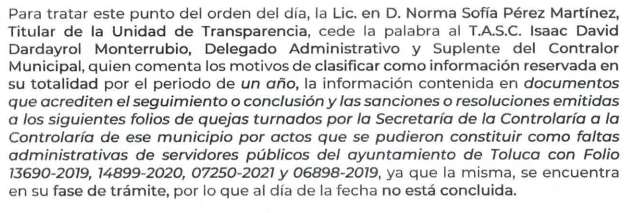 Para tratar este punto del orden del día, la Lic. en D. Norma Sofía Pérez Martínez,
Titular de la Unidad de Transparencia, cede la palabra al T.A.S.C. Isaac David
Dardayrol Monterrubio, Delegado Administrativo y Suplente del Contralor
Municipal, quien comenta los motivos de clasificar como información reservada en
su totalidad por el periodo de un año, la información contenida en documentos
que acrediten el seguimiento o conclusión y las sanciones o resoluciones emitidas
a los siguientes folios de quejas turnados por la Secretaría de la Controlaría a la
Controlaría de ese municipio por actos que se pudieron constituir como faltas
administrativas de servidores públicos del ayuntamiento de Toluca con Folio
13690-2019, 14899-2020, 07250-2021 y 06898-2019, ya que la misma, se encuentra
en su fase de trámite, por lo que al día de la fecha no está concluida.